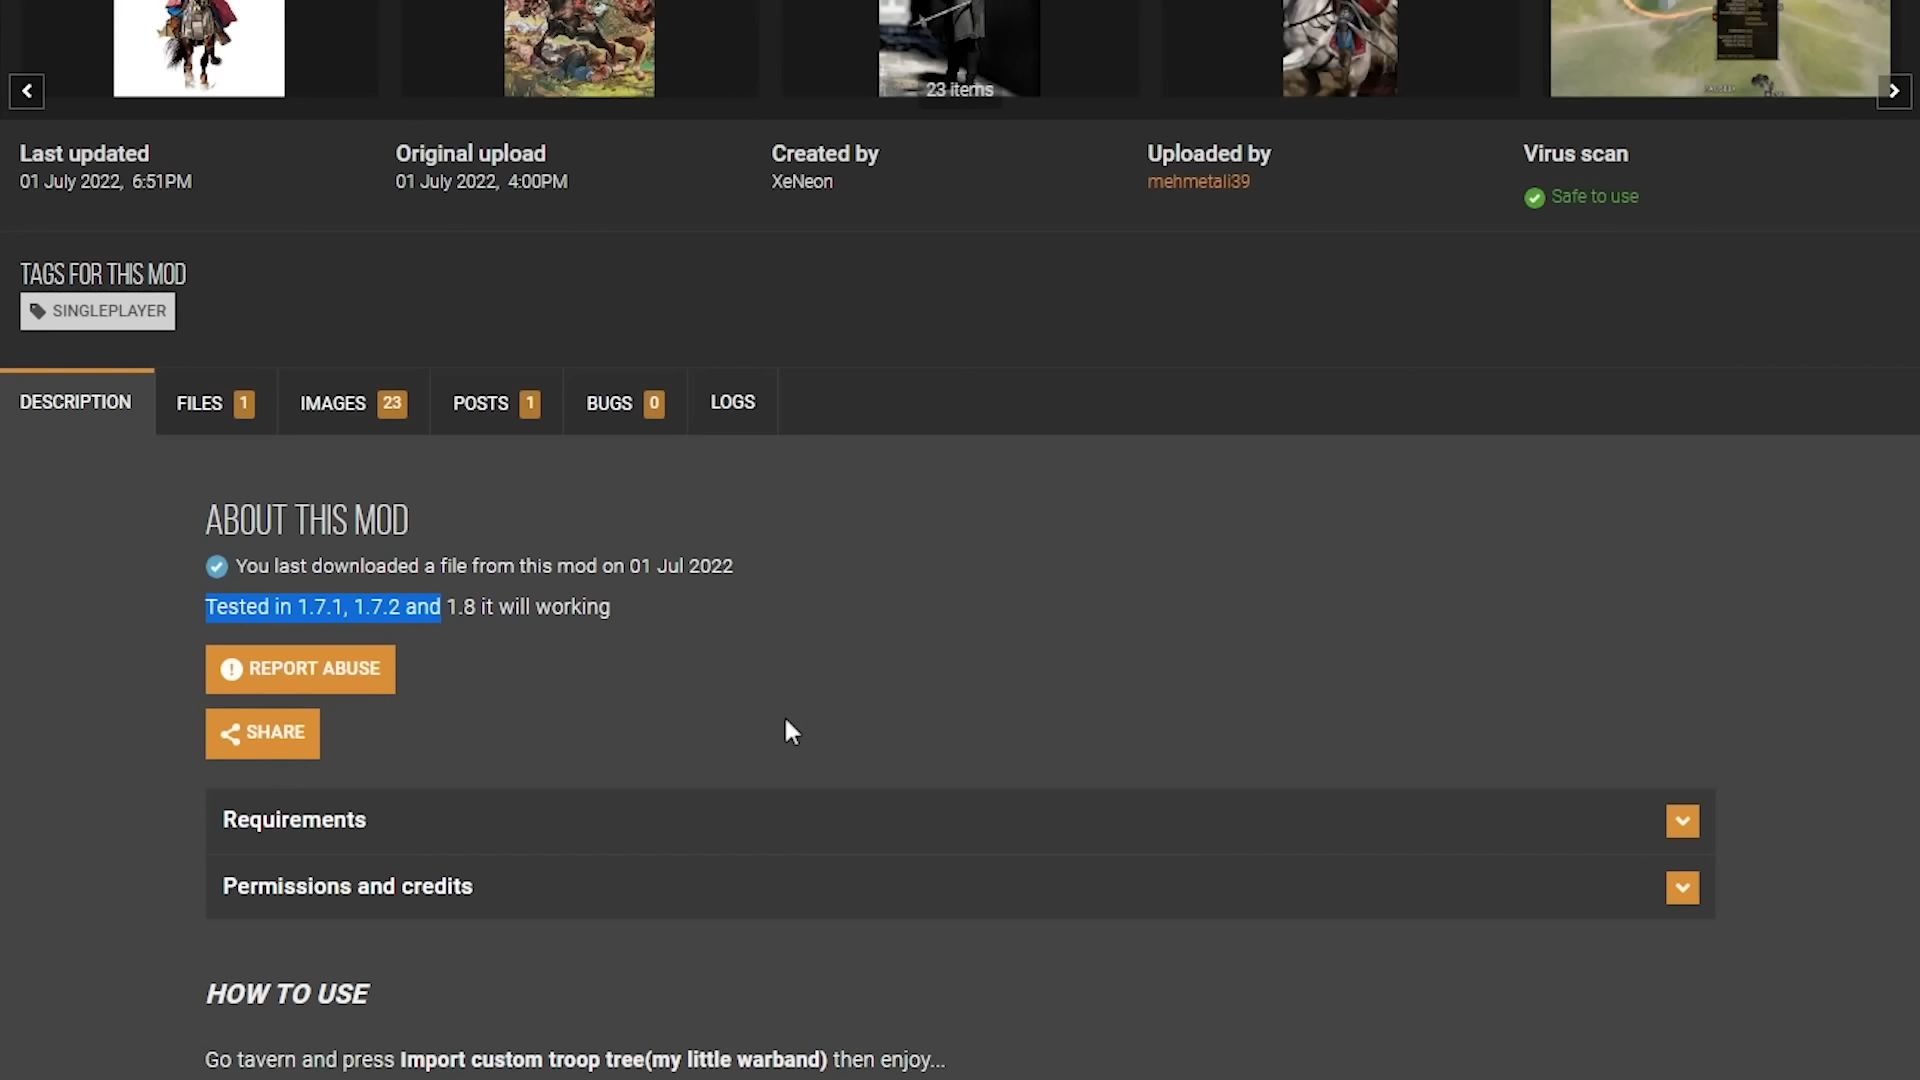 23 items
Last updated
01 July 2022, 6:51PM
Original upload
01 July 2022, 4:00PM
Created by
XeNeon
Uploaded by
mehmetali39
Virus scan
Safe to use
TAGS FOR THIS MOD
SINGLEPLAYER
DESCRIPTION
FILES 1
IMAGES 23
POSTS 1
BUGS 0
LOGS
ABOUT THIS MOD
You last downloaded a file from this mod on 01 Jul 2022
Tested in 1.7.1, 1.7.2 and 1.8 it will working
REPORT ABUSE
SHARE
Requirements
Permissions and credits
HOW TO USE
Go tavern and press Import custom troop tree(my little warband) then enjoy...